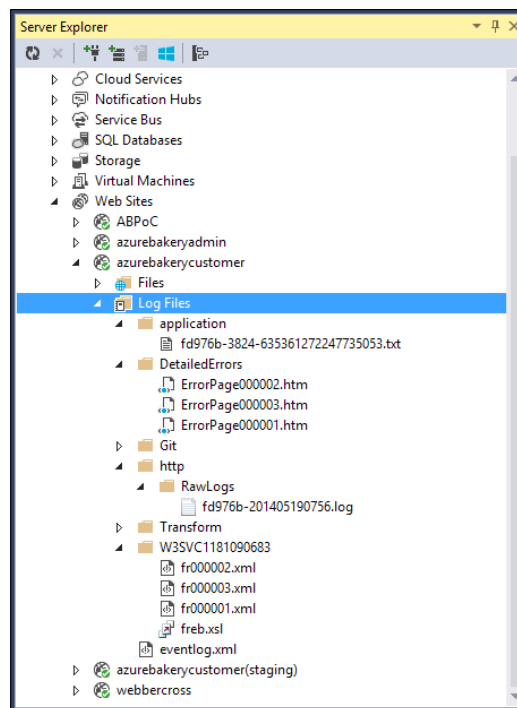 Server Explorer
Cloud Services
Notification Hubs
Service Bus
SQL Databases
Storage
Virtual Machines
Web Sites
ABPoC
azurebakeryadmin
azurebakerycustomer
Files
Log Files
application
fd976b-3824-635361272247735053.txt
DetailedErrors
ErrorPage000002.htm
ErrorPage000003.htm
ErrorPage000001.htm
Git
http
RawLogs
fd976b-201405190756.log
Transform
W3SVC1181090683
fr000002.xml
fr000003.xml
fr000001.xml
freb.xsl
eventlog.xml
azurebakerycustomer(staging)
webbercross